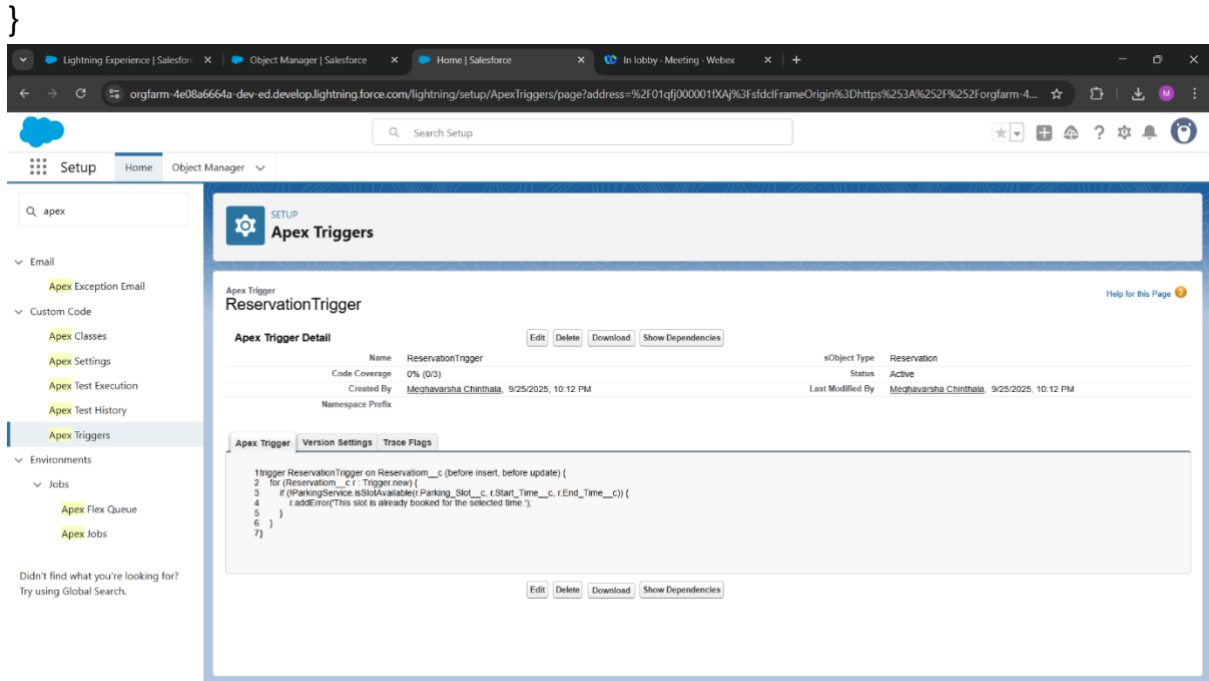 }
Lightning Experience | Salesforc
Object Manager | Salesforce
Home | Salesforce
In lobby - Meeting - Webex
orgfarm-4e08a6664a-dev-ed.develop.lightning.force.com/lightning/setup/ApexTriggers/page?address=%2F01qfj000001fXAj%3FsfdcIFrameOrigin%3Dhttps%253A%252F%252Forgfarm-4...
M
Search Setup
Setup Home Object Manager
apex
Email
Apex Exception Email
Custom Code
Apex Classes
Apex Settings
Apex Test Execution
Apex Test History
Apex Triggers
Environments
Jobs
Apex Flex Queue
Apex Jobs
Didn't find what you're looking for?
Try using Global Search.
SETUP
Apex Triggers
Apex Trigger
ReservationTrigger
Help for this Page
Apex Trigger Detail Edit Delete Download Show Dependencies
Name ReservationTrigger sObject Type Reservation
Code Coverage 0% (0/3) Status Active
Created By Meghavarsha Chinthala, 9/25/2025, 10:12 PM Last Modified By Meghavarsha Chinthala, 9/25/2025, 10:12 PM
Namespace Prefix
Apex Trigger Version Settings Trace Flags
1 trigger ReservationTrigger on Reservatiom__c (before insert, before update) {
2 for (Reservatiom__c r : Trigger.new) {
3 if (!ParkingService.isSlotAvailable(r.Parking_Slot__c, r.Start_Time__c, r.End_Time__c)) {
4 r.addError('This slot is already booked for the selected time.');
5 }
6 }
7 }
Edit Delete Download Show Dependencies